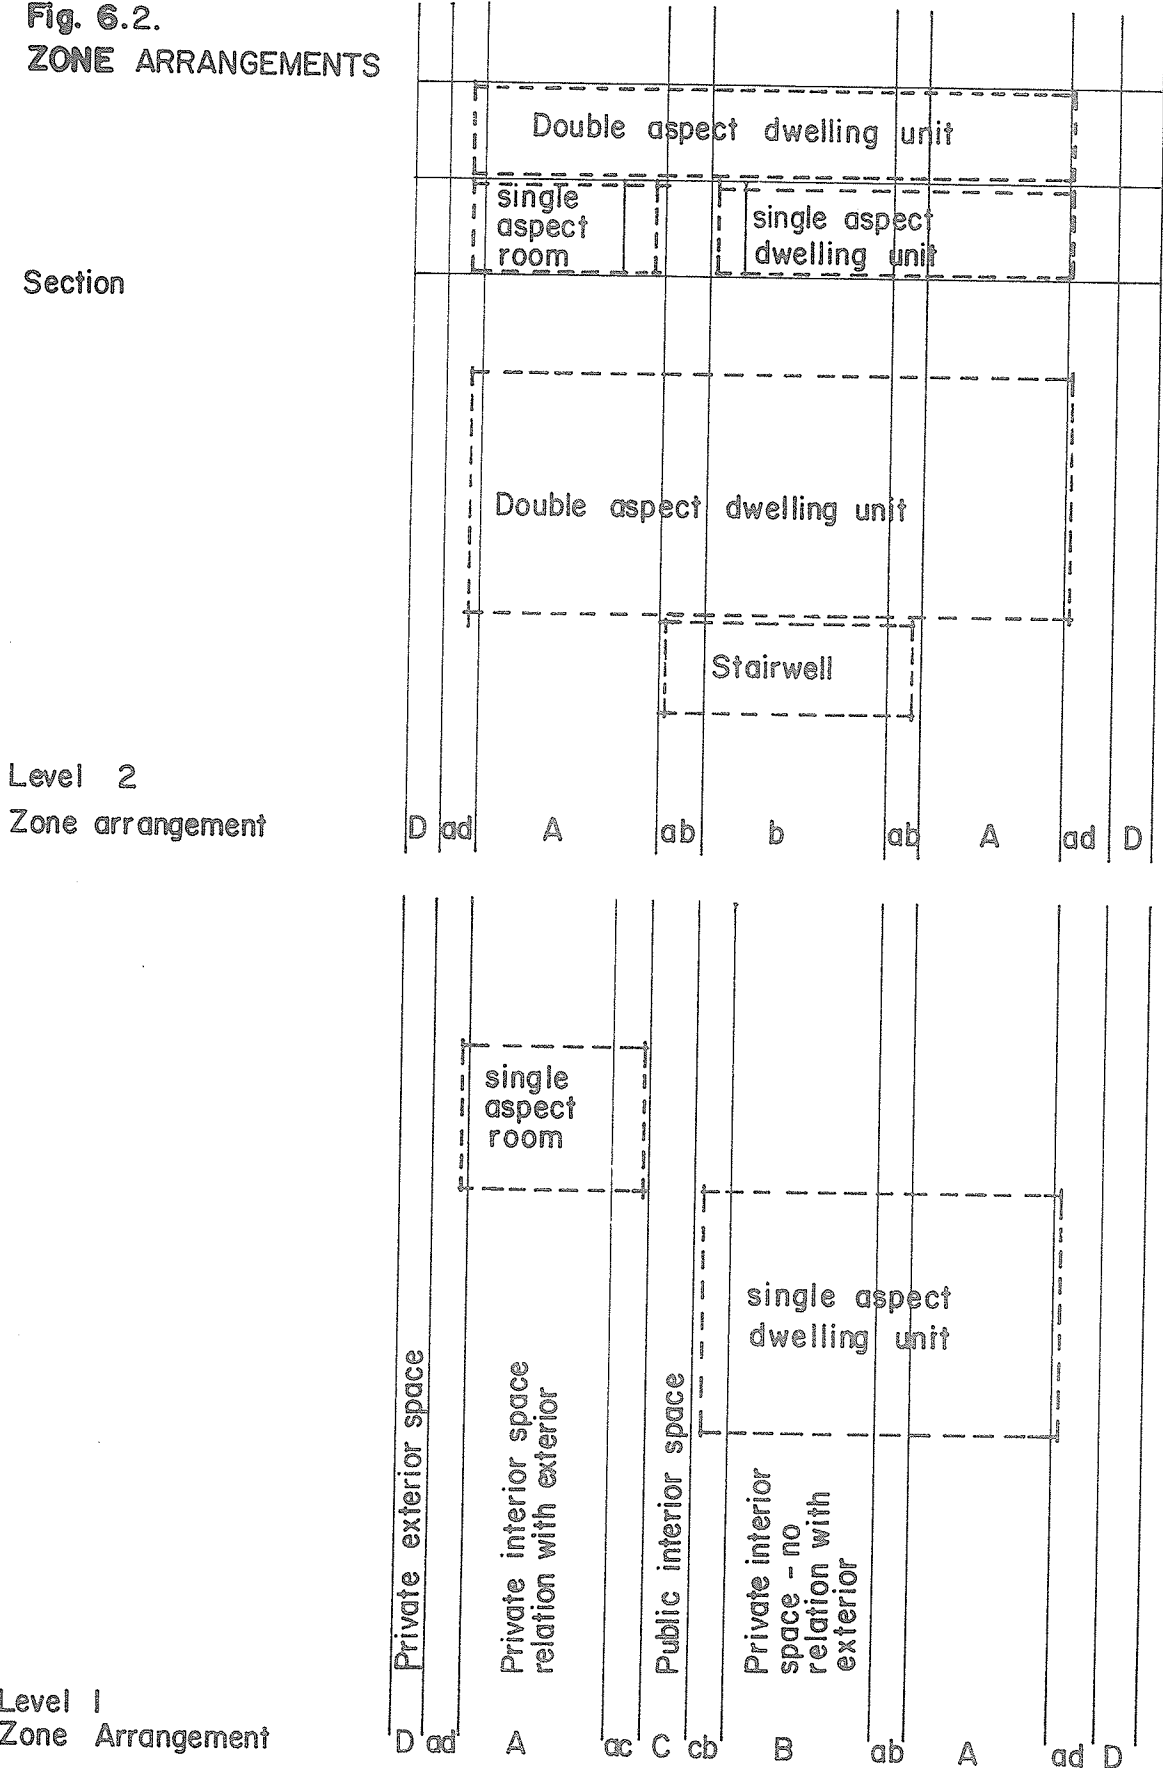 Fig. 6.2.
ZONE ARRANGEMENTS
Double aspect dwelling unit
single
aspect
room
single aspect
dwelling unit
Section
Double aspect dwelling unit
Stairwell
Level 2
Zone arrangement
D ad A ab b ab A ad D
single
aspect
room
single aspect
dwelling unit
Private exterior space
Private interior space
relation with exterior
Public interior space
Private interior
space - no
relation with
exterior
Level 1
Zone Arrangement
D ad A ac C cb B ab A ad D